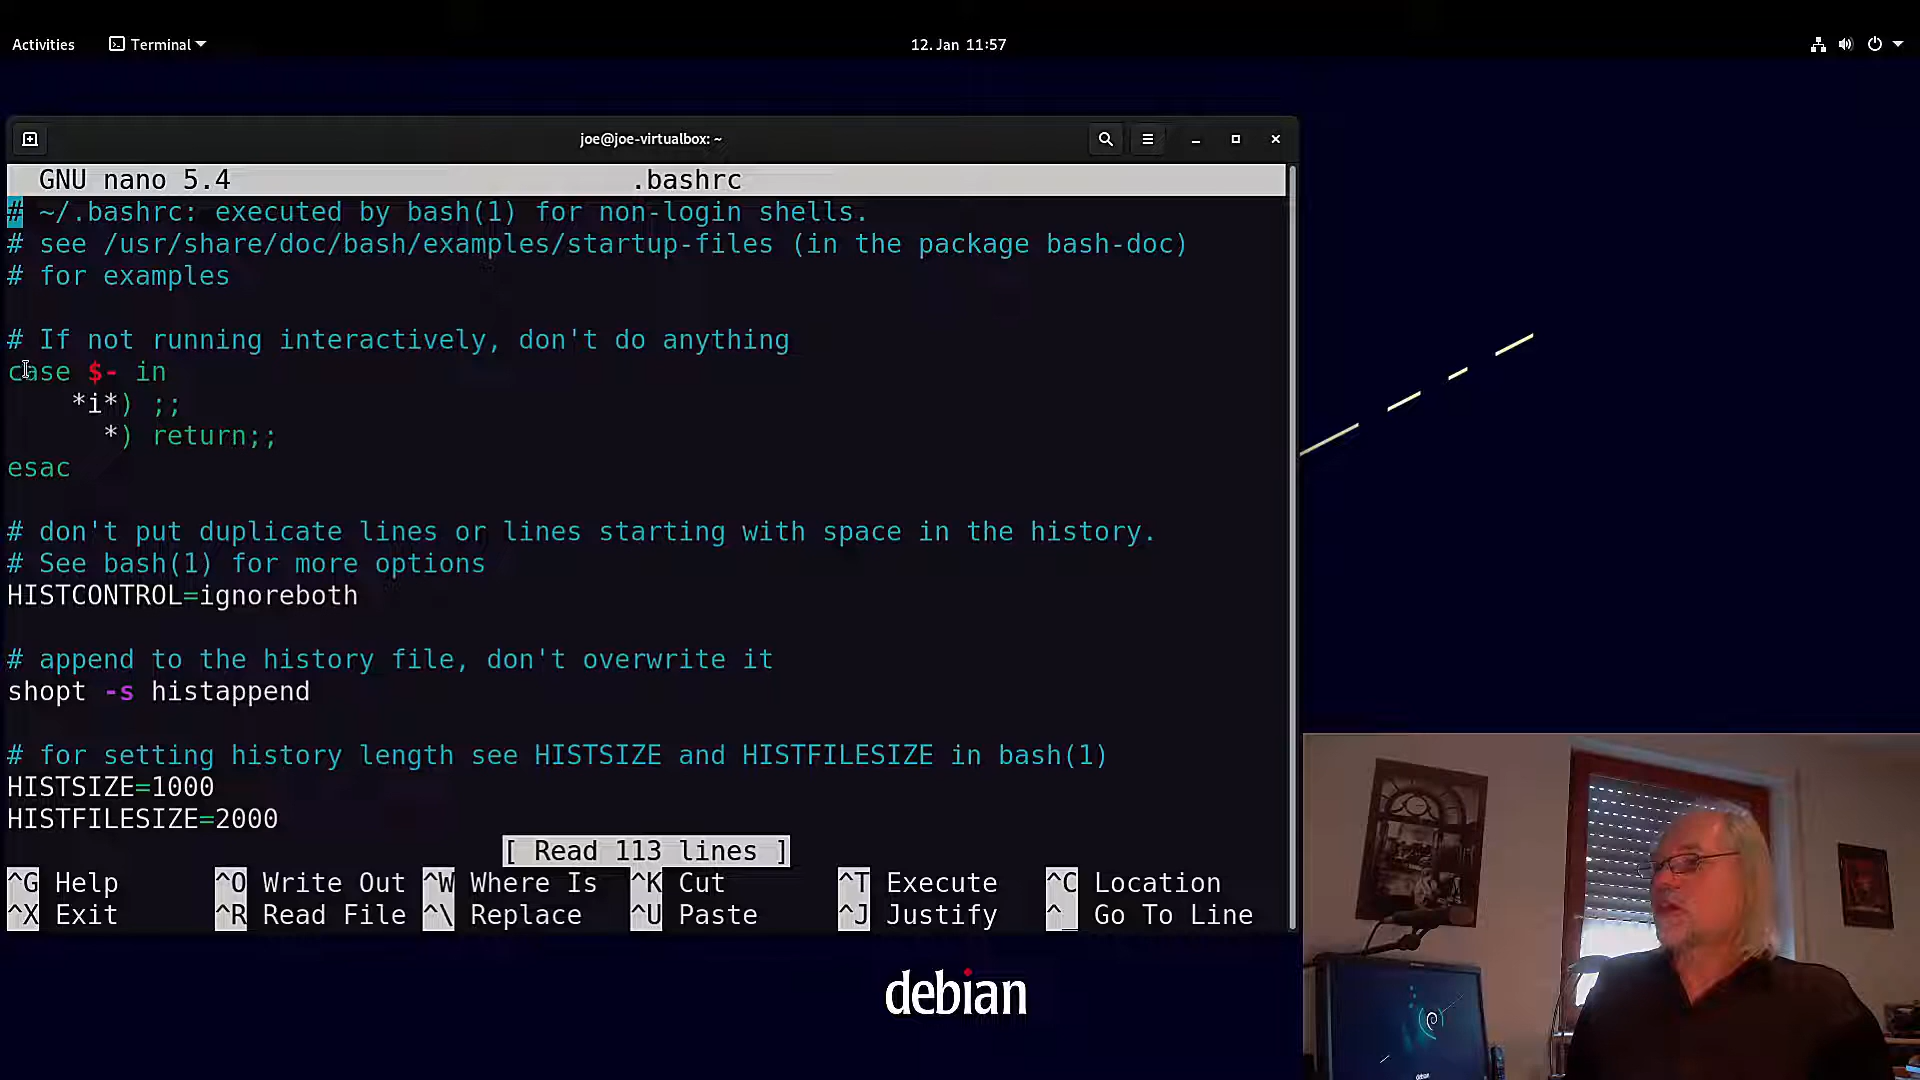 Activities Terminal 12. Jan 11:57
joe@joe-virtualbox: ~
GNU nano 5.4 .bashrc
# ~/.bashrc: executed by bash(1) for non-login shells.
# see /usr/share/doc/bash/examples/startup-files (in the package bash-doc)
# for examples
# If not running interactively, don't do anything
case $- in
*i*) ;;
*) return;;
esac
# don't put duplicate lines or lines starting with space in the history.
# See bash(1) for more options
HISTCONTROL=ignoreboth
# append to the history file, don't overwrite it
shopt -s histappend
# for setting history length see HISTSIZE and HISTFILESIZE in bash(1)
HISTSIZE=1000
HISTFILESIZE=2000
[ Read 113 lines ]
^G Help ^O Write Out ^W Where Is ^K Cut ^T Execute ^C Location
^X Exit ^R Read File ^\ Replace ^U Paste ^J Justify ^_ Go To Line
debian
debian